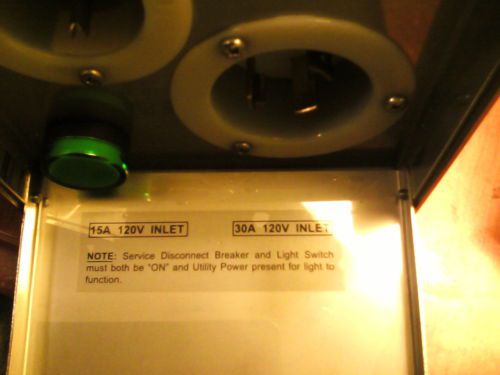 15A 120V INLET 30A 120V INLET
NOTE: Service Disconnect Breaker and Light Switch
must both be "ON" and Utility Power present for light to
function.